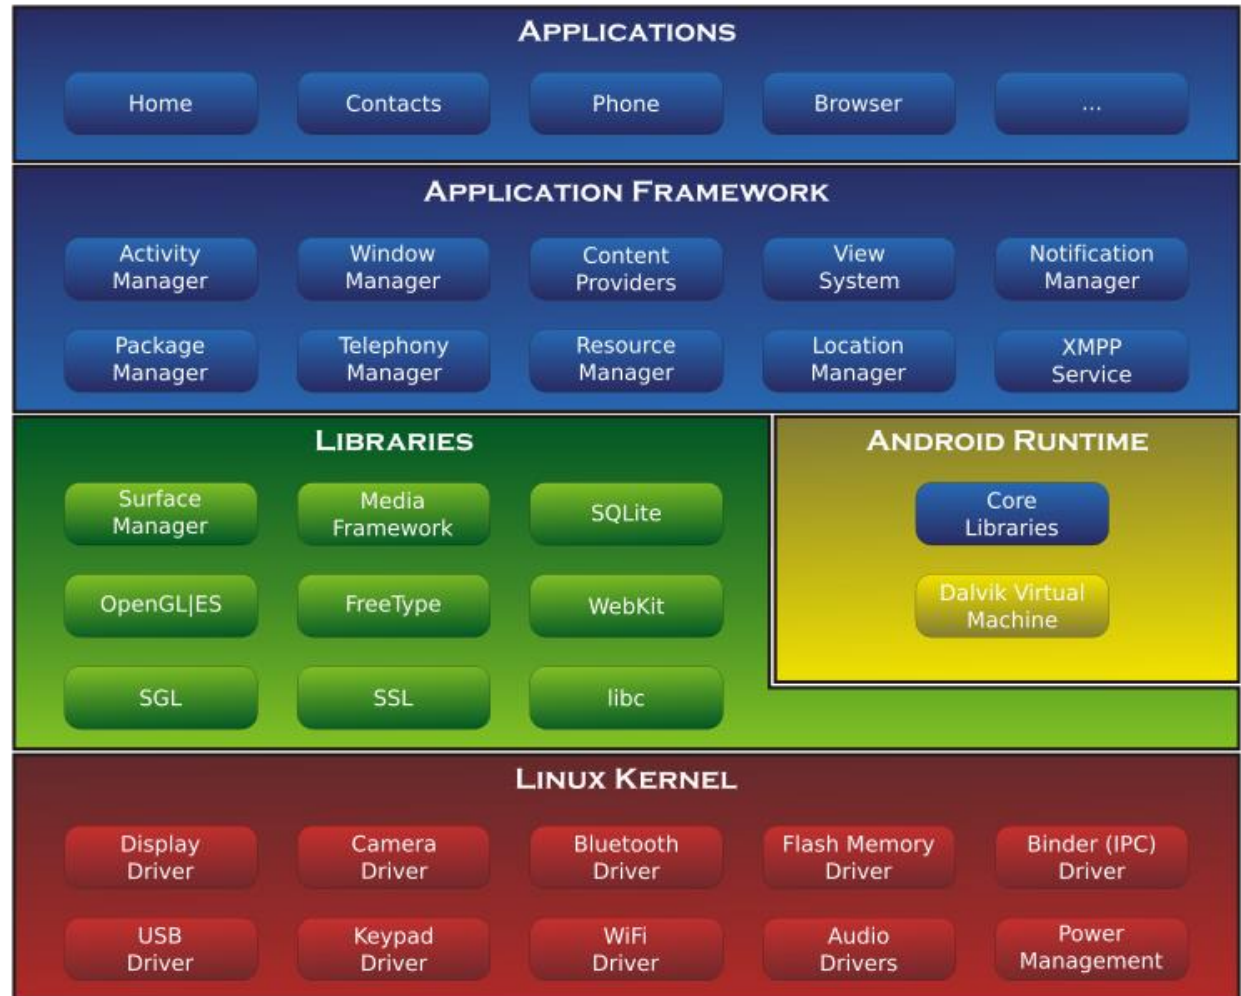 APPLICATIONS
Home
Contacts
Phone
Browser
...
APPLICATION FRAMEWORK
Activity
Manager
Window
Manager
Content
Providers
View
System
Notification
Manager
Package
Manager
Telephony
Manager
Resource
Manager
Location
Manager
XMPP
Service
LIBRARIES
Surface
Manager
Media
Framework
SQLite
OpenGL|ES
FreeType
WebKit
SGL
SSL
libc
ANDROID RUNTIME
Core
Libraries
Dalvik Virtual
Machine
LINUX KERNEL
Display
Driver
Camera
Driver
Bluetooth
Driver
Flash Memory
Driver
Binder (IPC)
Driver
USB
Driver
Keypad
Driver
WiFi
Driver
Audio
Drivers
Power
Management